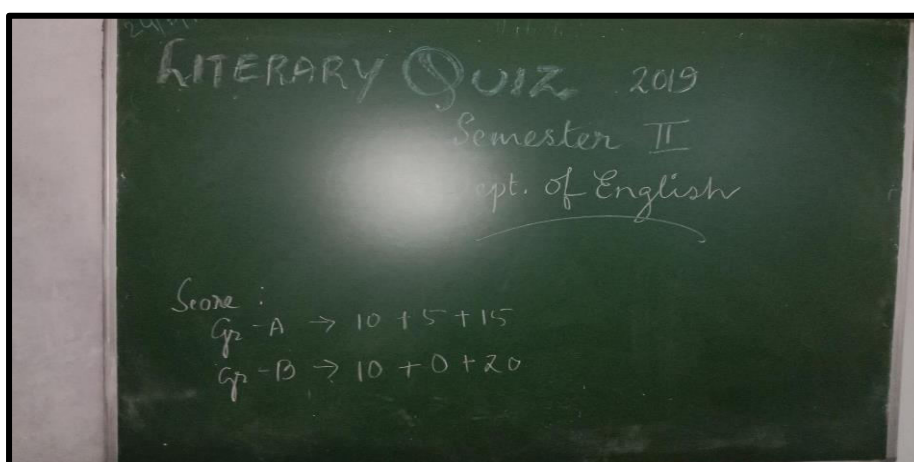 LITERARY QUIZ 2019
Semester II
Dept. of English
Score :
Gr-A → 10 + 5 + 15
Gr-B → 10 + 0 + 20